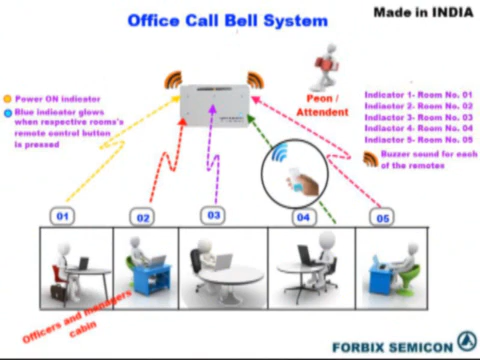 Office Call Bell System
Made in INDIA
Power ON indicator
Blue indicator glows
when respective rooms's
remote control button
is pressed
Peon /
Attendent
Indicator 1- Room No. 01
Indiactor 2- Room No. 02
Indicator 3- Room No. 03
Indicator 4- Room No. 04
Indicator 5- Room No. 05
Buzzer sound for each
of the remotes
01
02
03
04
05
Officers and managers
cabin
FORBIX SEMICON